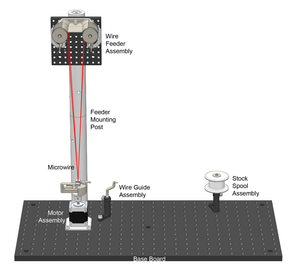 Wire
Feeder
Assembly
Feeder
Mounting
Post
Microwire
Wire Guide
Assembly
Stock
Spool
Assembly
Motor
Assembly
Base Board